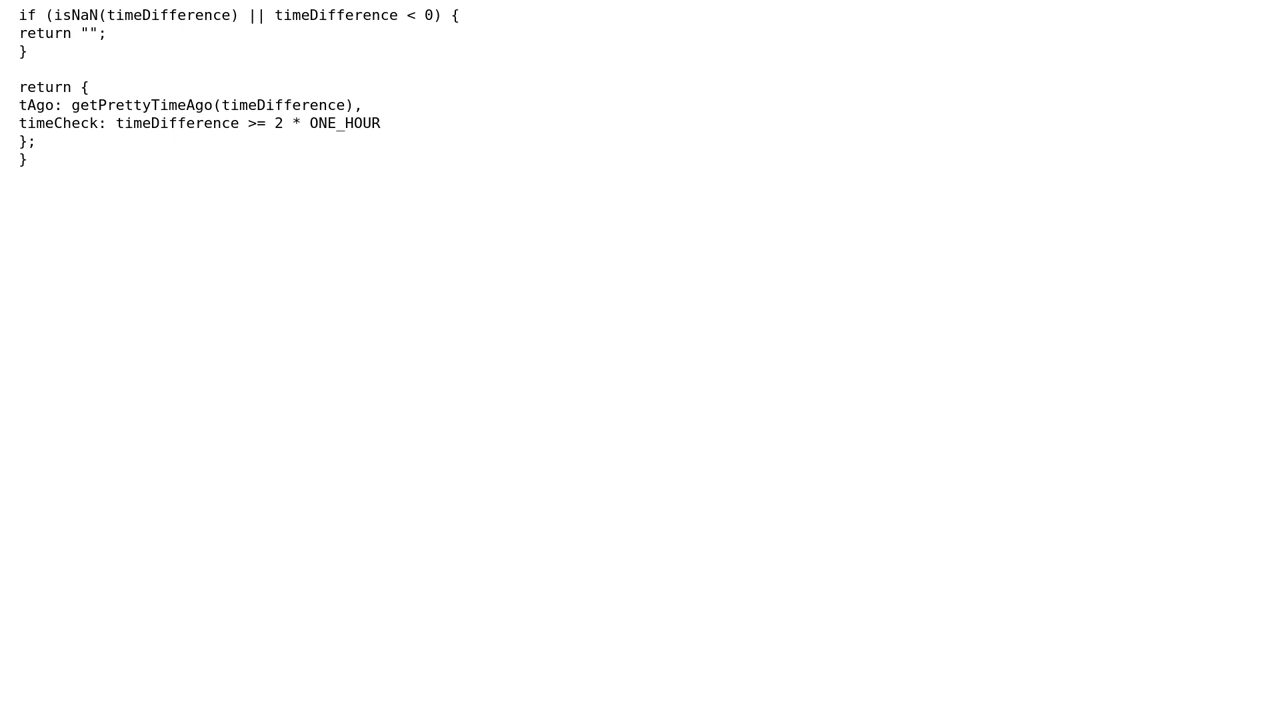 if (isNaN(timeDifference) || timeDifference < 0) {
return "";
}

return {
tAgo: getPrettyTimeAgo(timeDifference),
timeCheck: timeDifference >= 2 * ONE_HOUR
};
}